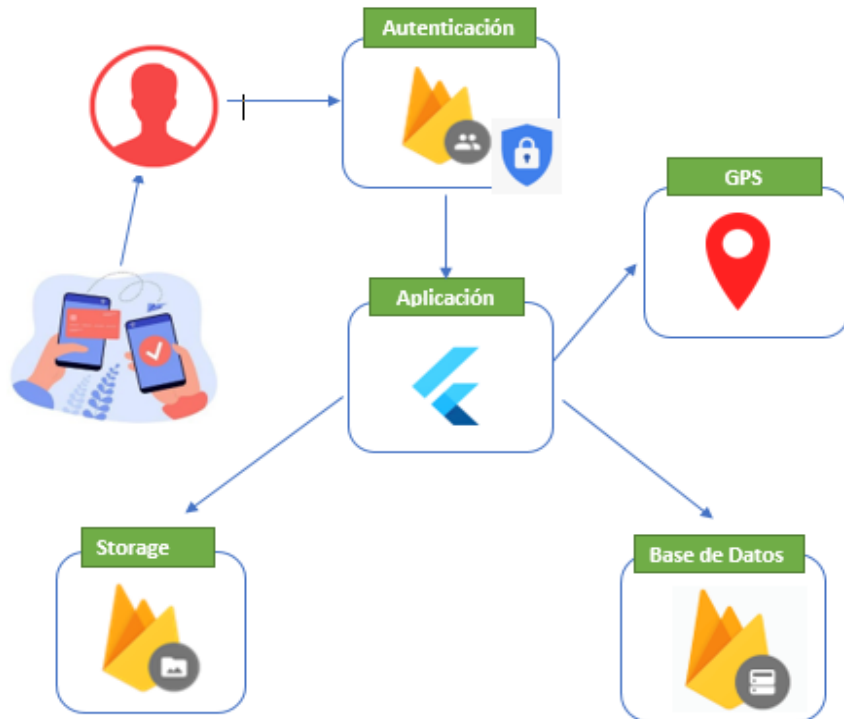 Autenticación
GPS
Aplicación
Storage
Base de Datos